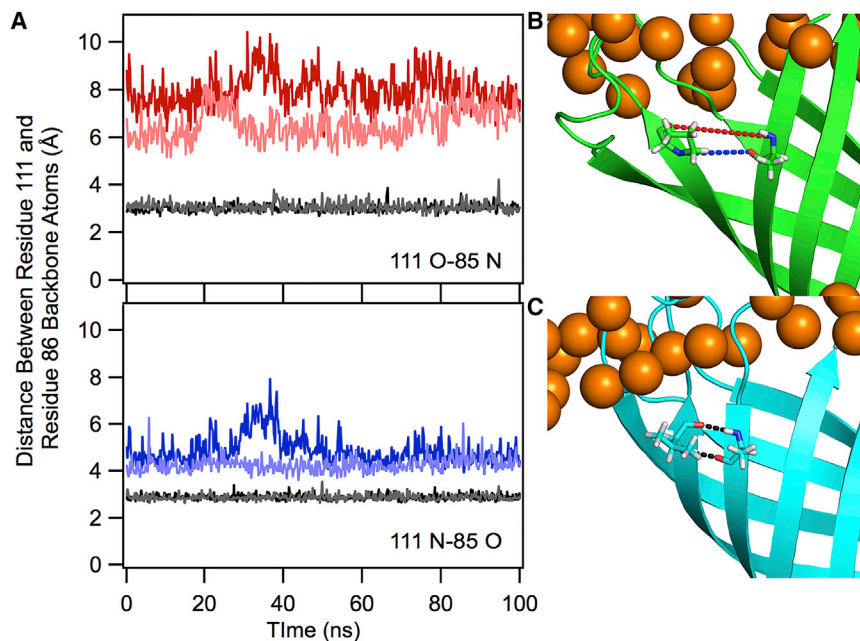 A
Distance Between Residue 111 and
Residue 86 Backbone Atoms (Å)
10
8
6
4
2
0
111 O-85 N
10
8
6
4
2
0
111 N-85 O
0
20
40
60
80
100
TIme (ns)
B
C